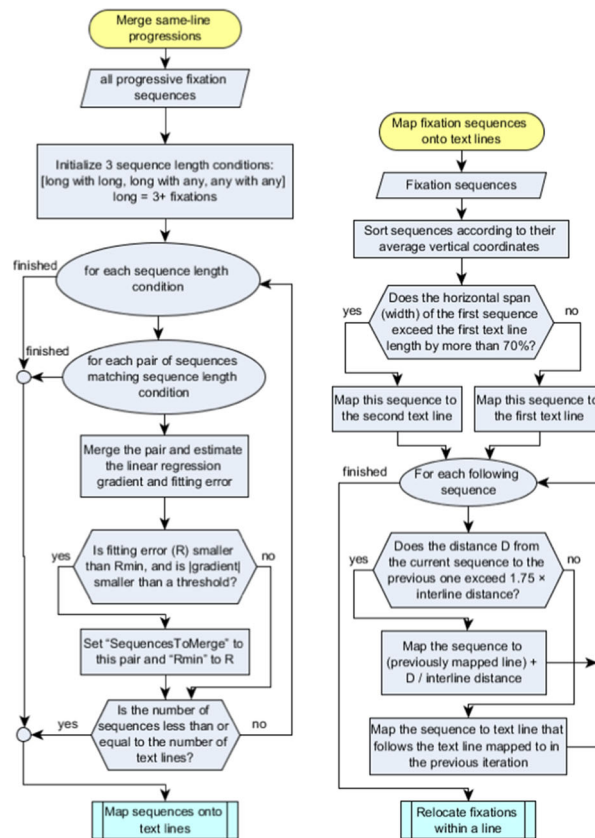 Merge same-line
progressions
all progressive fixation
sequences
Initialize 3 sequence length conditions:
[long with long, long with any, any with any]
long = 3+ fixations
finished
for each sequence length
condition
finished
for each pair of sequences
matching sequence length
condition
Merge the pair and estimate
the linear regression
gradient and fitting error
yes
Is fitting error (R) smaller
than Rmin, and is |gradient|
smaller than a threshold?
no
Set “SequencesToMerge” to
this pair and “Rmin” to R
yes
Is the number of
sequences less than or
equal to the number of
text lines?
no
Map sequences onto
text lines
Map fixation sequences
onto text lines
Fixation sequences
Sort sequences according to their
average vertical coordinates
yes
Does the horizontal span
(width) of the first sequence
exceed the first text line
length by more than 70%?
no
Map this sequence to
the second text line
Map this sequence to
the first text line
finished
For each following
sequence
yes
Does the distance D from
the current sequence to the
previous one exceed 1.75 ×
interline distance?
no
Map the sequence to
(previously mapped line) +
D / interline distance
Map the sequence to text line that
follows the text line mapped to in
the previous iteration
Relocate fixations
within a line